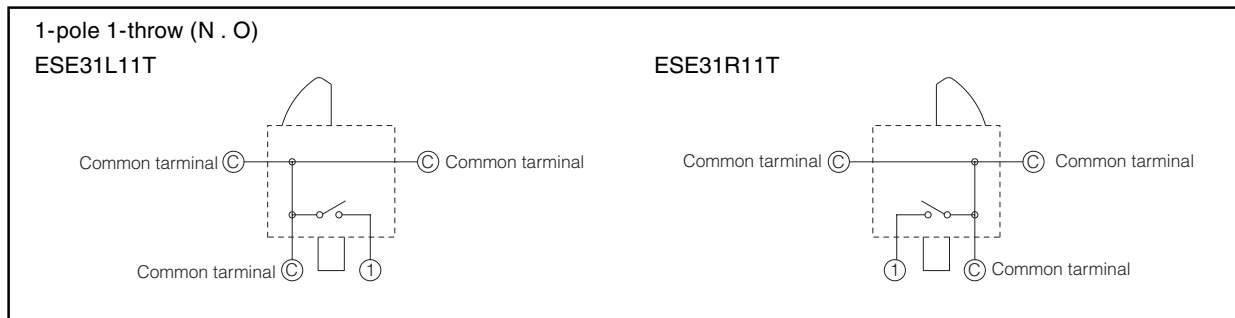 1-pole 1-throw (N . O)
ESE31L11T
Common tarminal C
C Common tarminal
Common tarminal C
1
ESE31R11T
Common tarminal C
C Common tarminal
1
C Common tarminal